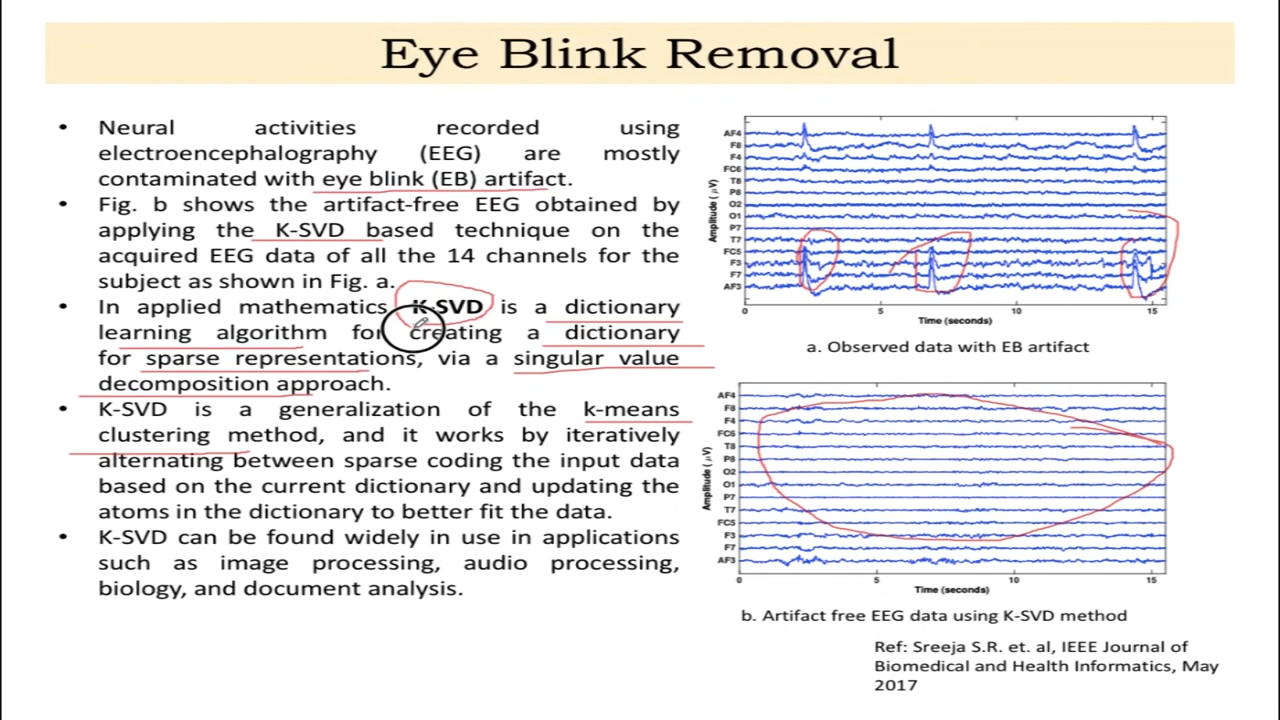 Eye Blink Removal
• Neural activities recorded using
electroencephalography (EEG) are mostly
contaminated with eye blink (EB) artifact.
• Fig. b shows the artifact-free EEG obtained by
applying the K-SVD based technique on the
acquired EEG data of all the 14 channels for the
subject as shown in Fig. a.
• In applied mathematics K-SVD is a dictionary
learning algorithm for creating a dictionary
for sparse representations, via a singular value
decomposition approach.
• K-SVD is a generalization of the k-means
clustering method, and it works by iteratively
alternating between sparse coding the input data
based on the current dictionary and updating the
atoms in the dictionary to better fit the data.
• K-SVD can be found widely in use in applications
such as image processing, audio processing,
biology, and document analysis.
Amplitude (μV)
AF4
F8
F4
FC6
T8
P8
O2
O1
P7
T7
FC5
F3
F7
AF3
0 5 10 15
Time (seconds)
a. Observed data with EB artifact
Amplitude (μV)
AF4
F8
F4
FC6
T8
P8
O2
O1
P7
T7
FC5
F3
F7
AF3
0 5 10 15
Time (seconds)
b. Artifact free EEG data using K-SVD method
Ref: Sreeja S.R. et. al, IEEE Journal of
Biomedical and Health Informatics, May
2017